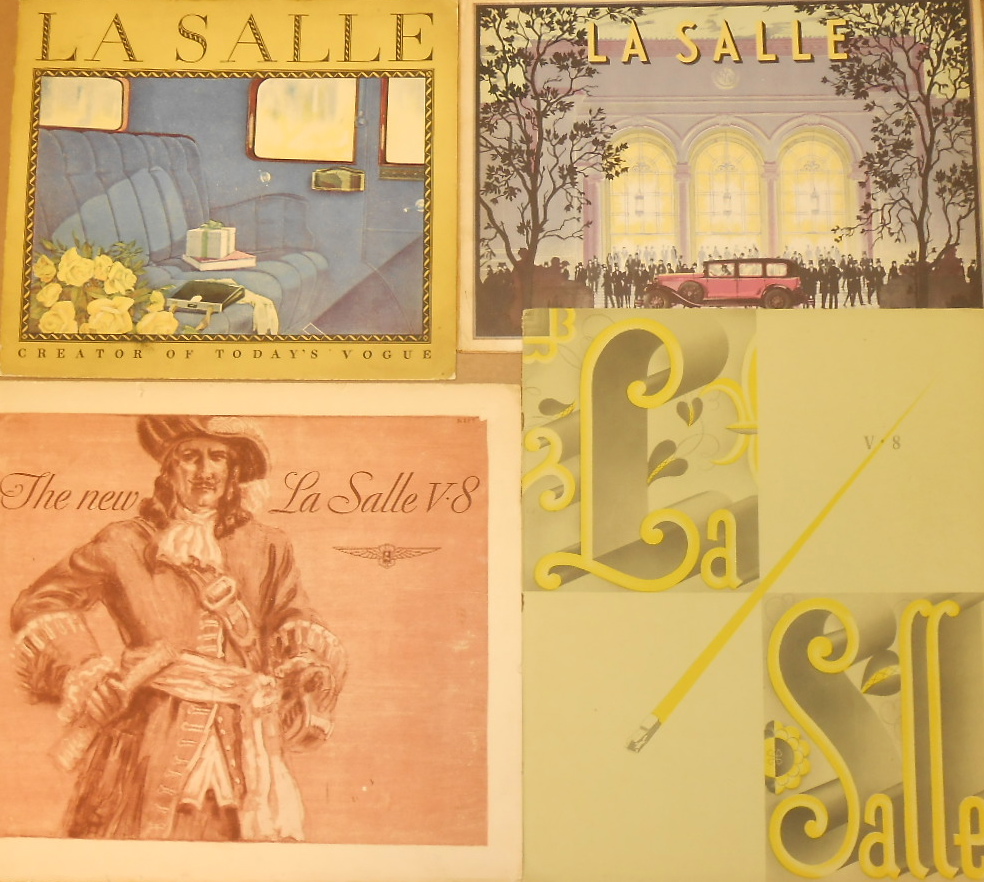 LA SALLE
CREATOR OF TODAY'S VOGUE
LA SALLE
The new La Salle V-8
La
V·8
Salle